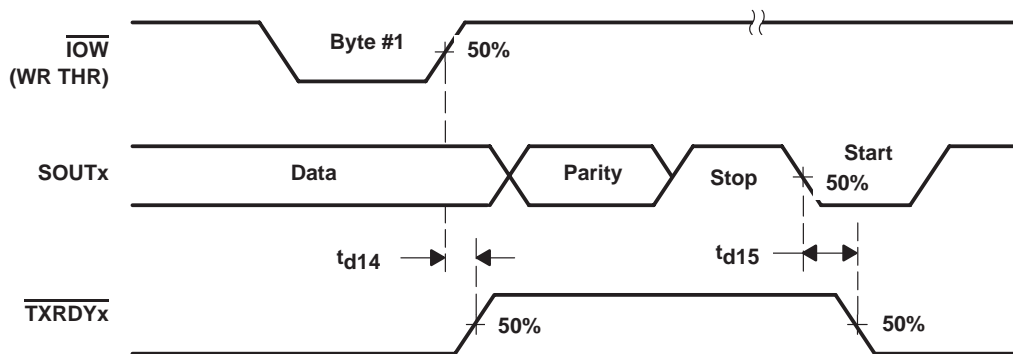 IOW
(WR THR)
Byte #1
50%
SOUTx
Data
Parity
Stop
Start
50%
td14
td15
TXRDYx
50%
50%